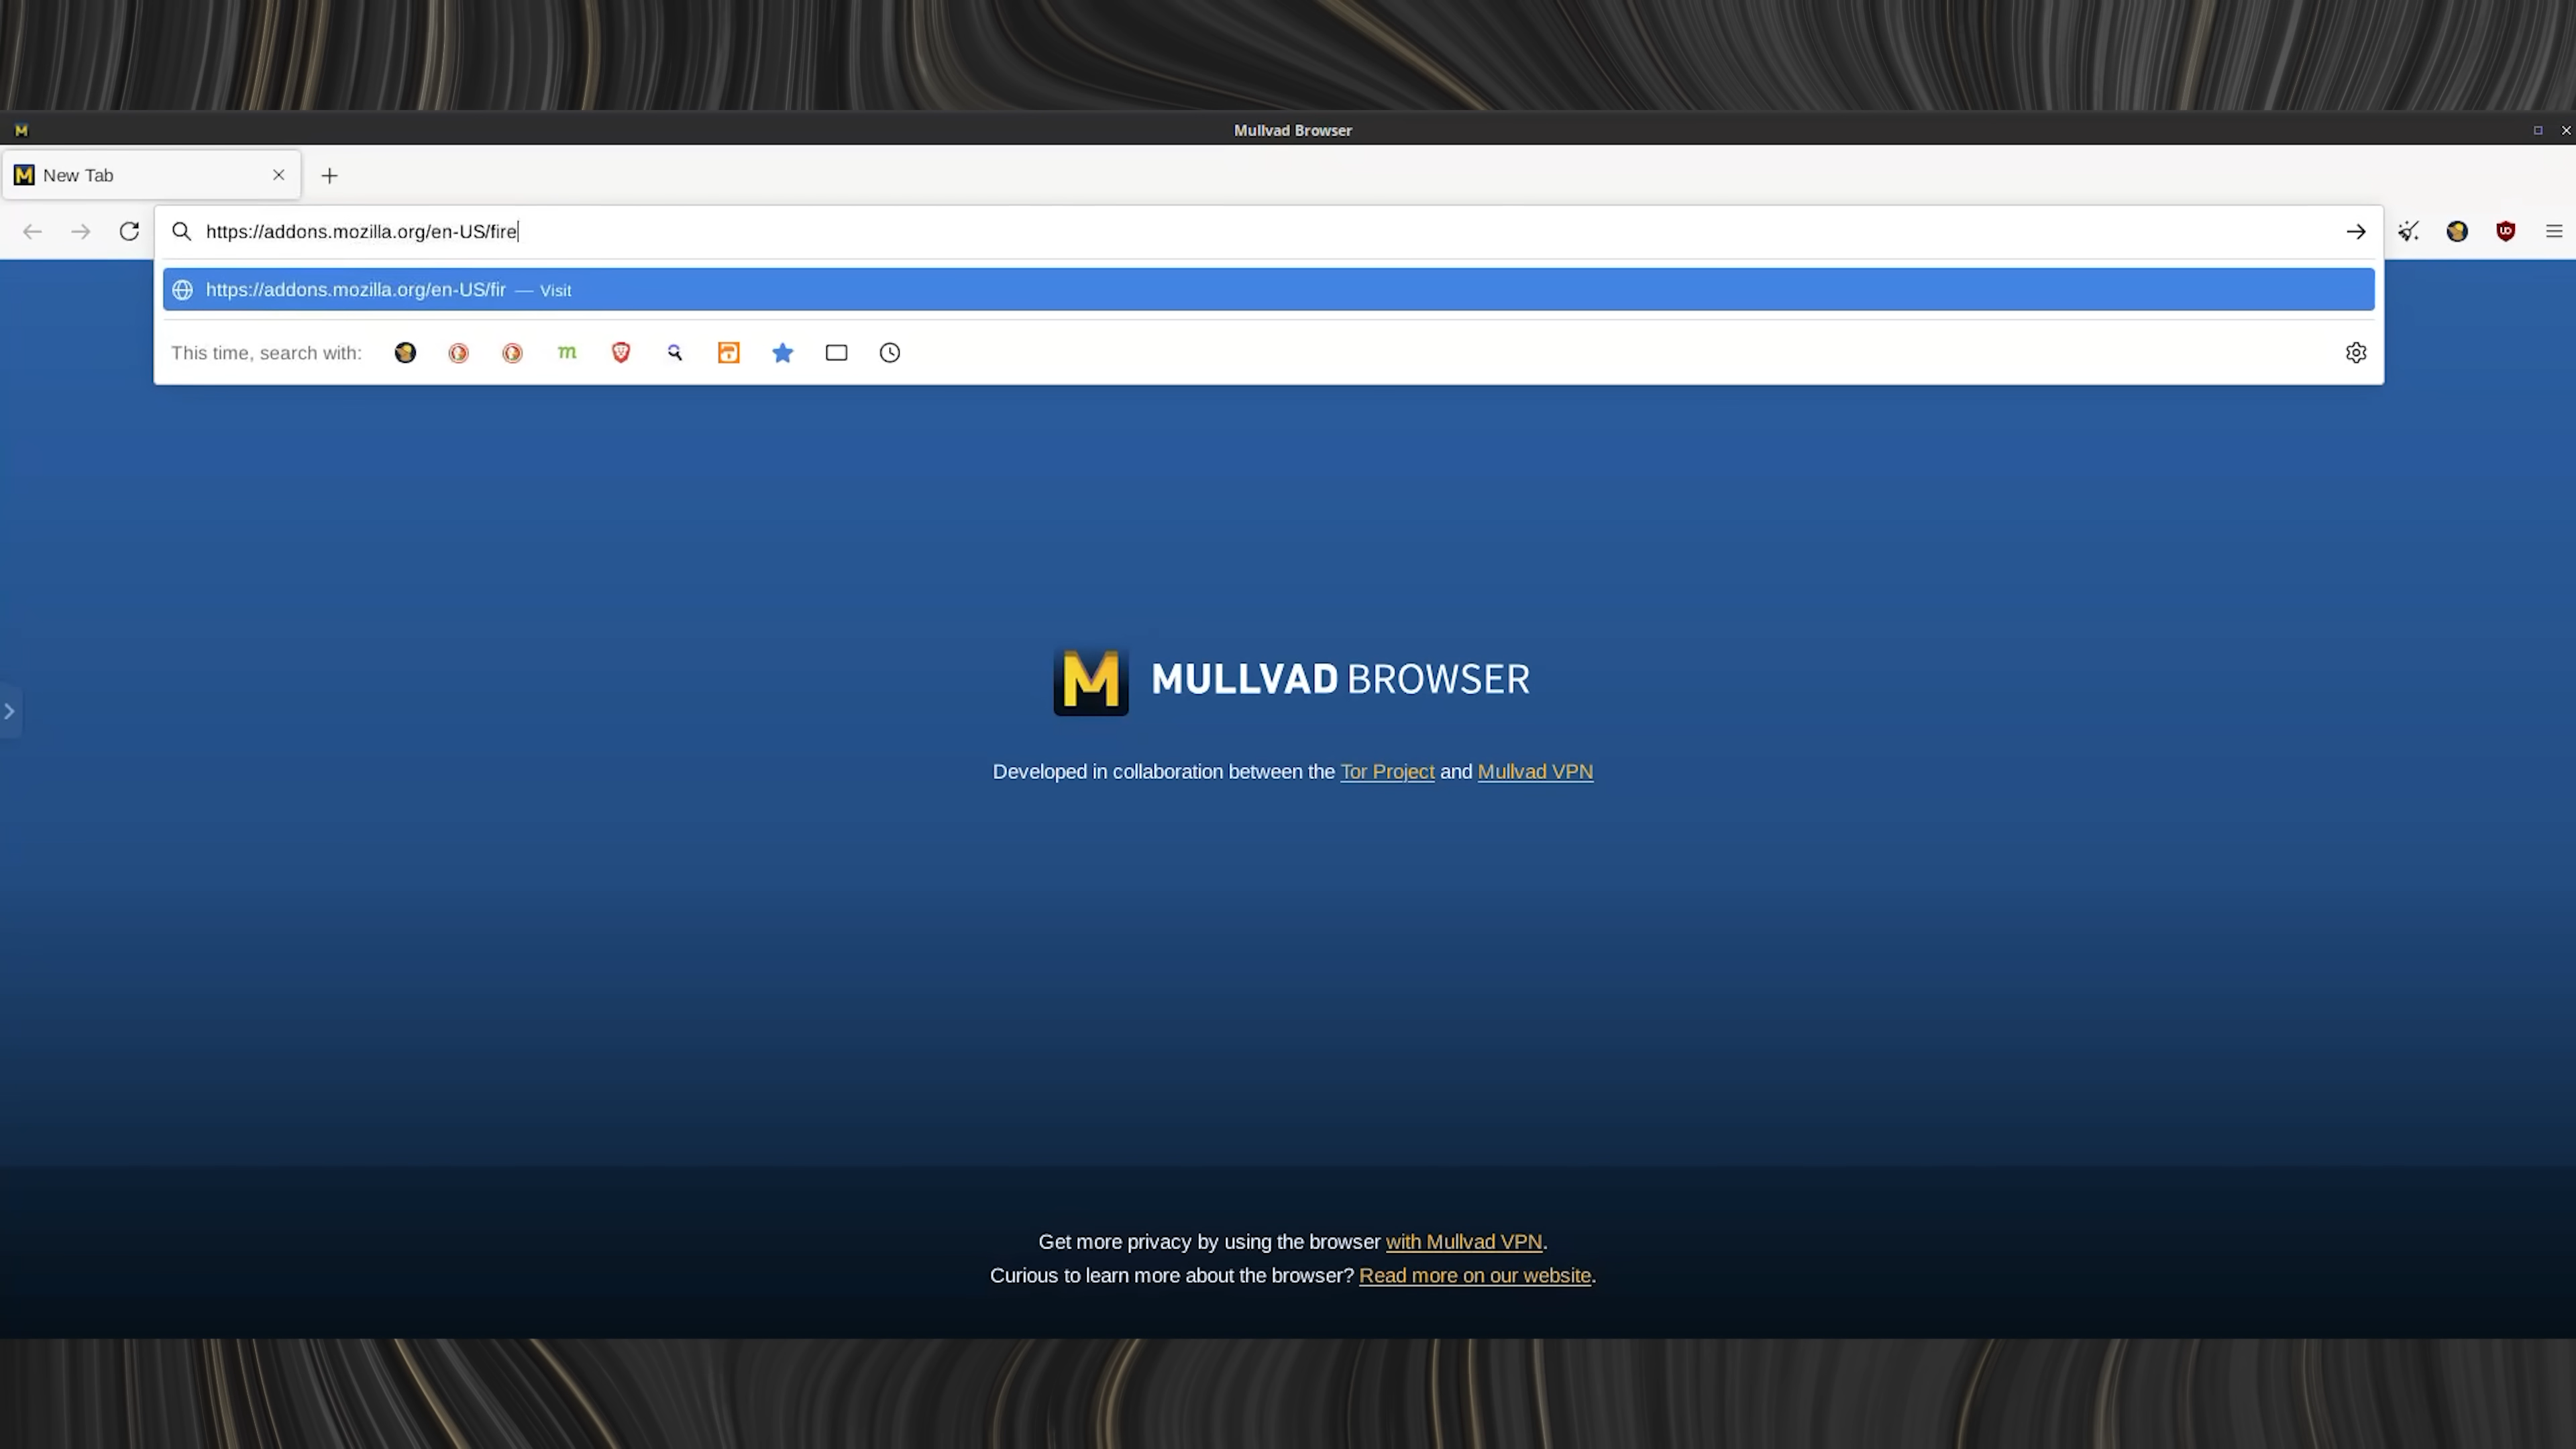 Mullvad Browser
New Tab
https://addons.mozilla.org/en-US/fire
https://addons.mozilla.org/en-US/fir — Visit
This time, search with:
MULLVAD BROWSER
Developed in collaboration between the Tor Project and Mullvad VPN
Get more privacy by using the browser with Mullvad VPN.
Curious to learn more about the browser? Read more on our website.